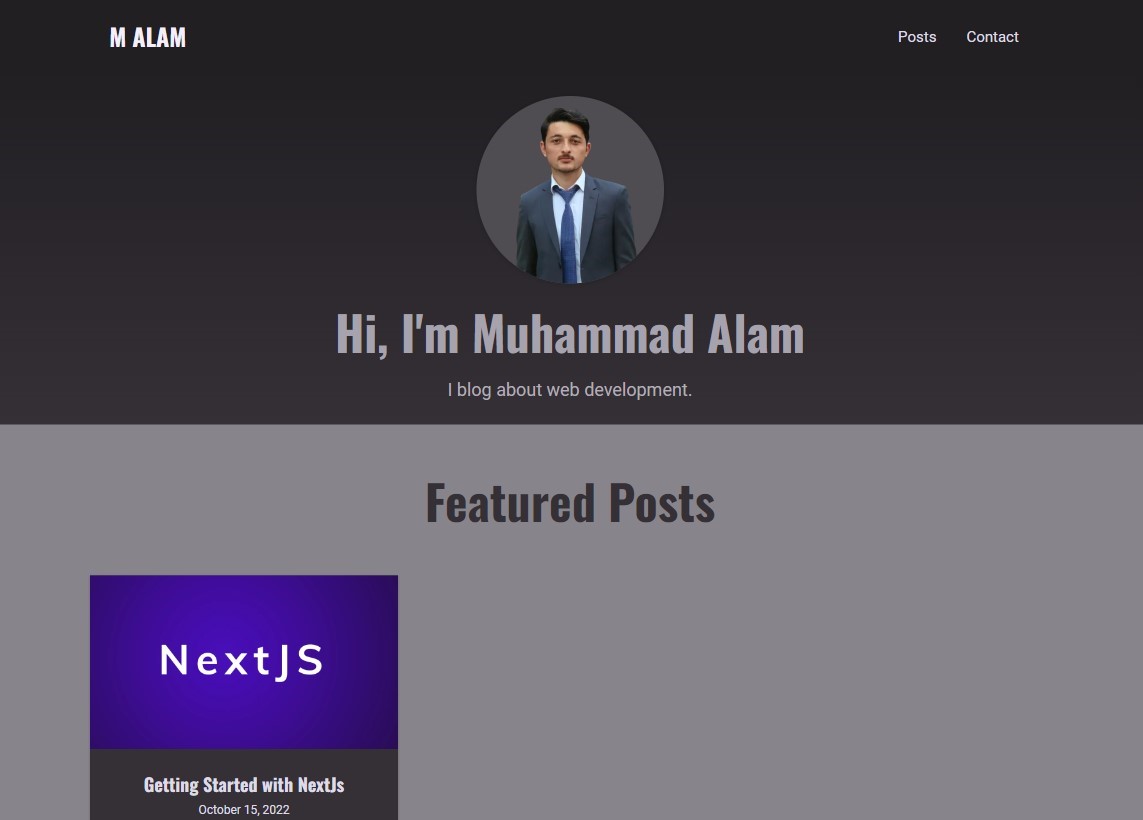 M ALAM
Posts
Contact
Hi, I'm Muhammad Alam
I blog about web development.
Featured Posts
NextJS
Getting Started with NextJs
October 15, 2022